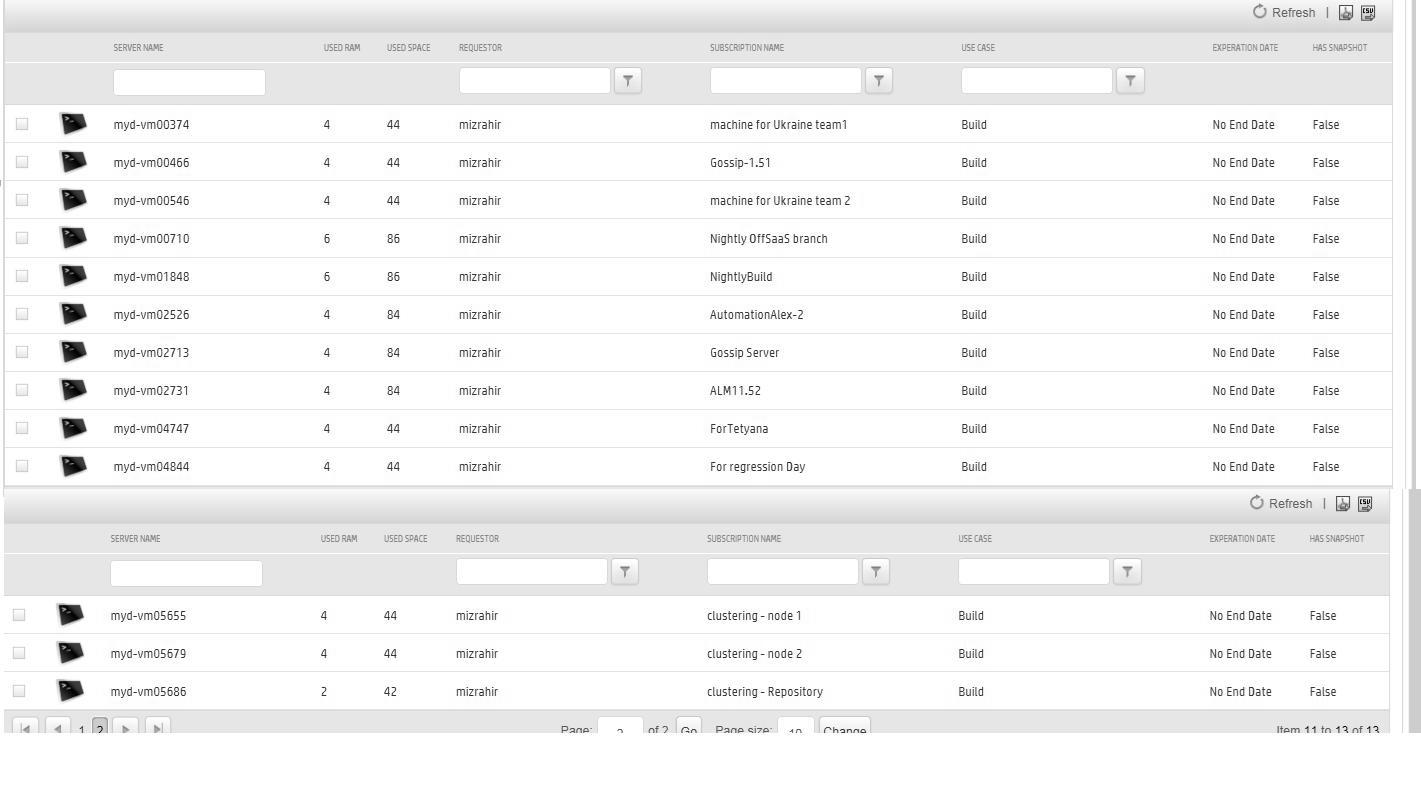 Refresh | CSV
SERVER NAME USED RAM USED SPACE REQUESTOR SUBSCRIPTION NAME USE CASE EXPERATION DATE HAS SNAPSHOT
myd-vm00374 4 44 mizrahir machine for Ukraine team1 Build No End Date False
myd-vm00466 4 44 mizrahir Gossip-1.51 Build No End Date False
myd-vm00546 4 44 mizrahir machine for Ukraine team 2 Build No End Date False
myd-vm00710 6 86 mizrahir Nightly OffSaaS branch Build No End Date False
myd-vm01848 6 86 mizrahir NightlyBuild Build No End Date False
myd-vm02526 4 84 mizrahir AutomationAlex-2 Build No End Date False
myd-vm02713 4 84 mizrahir Gossip Server Build No End Date False
myd-vm02731 4 84 mizrahir ALM11.52 Build No End Date False
myd-vm04747 4 44 mizrahir ForTetyana Build No End Date False
myd-vm04844 4 44 mizrahir For regression Day Build No End Date False
Refresh | CSV
SERVER NAME USED RAM USED SPACE REQUESTOR SUBSCRIPTION NAME USE CASE EXPERATION DATE HAS SNAPSHOT
myd-vm05655 4 44 mizrahir clustering - node 1 Build No End Date False
myd-vm05679 4 44 mizrahir clustering - node 2 Build No End Date False
myd-vm05686 2 42 mizrahir clustering - Repository Build No End Date False
1 2 Page: 2 of 2 Go Page size: 10 Change Item 11 to 13 of 13